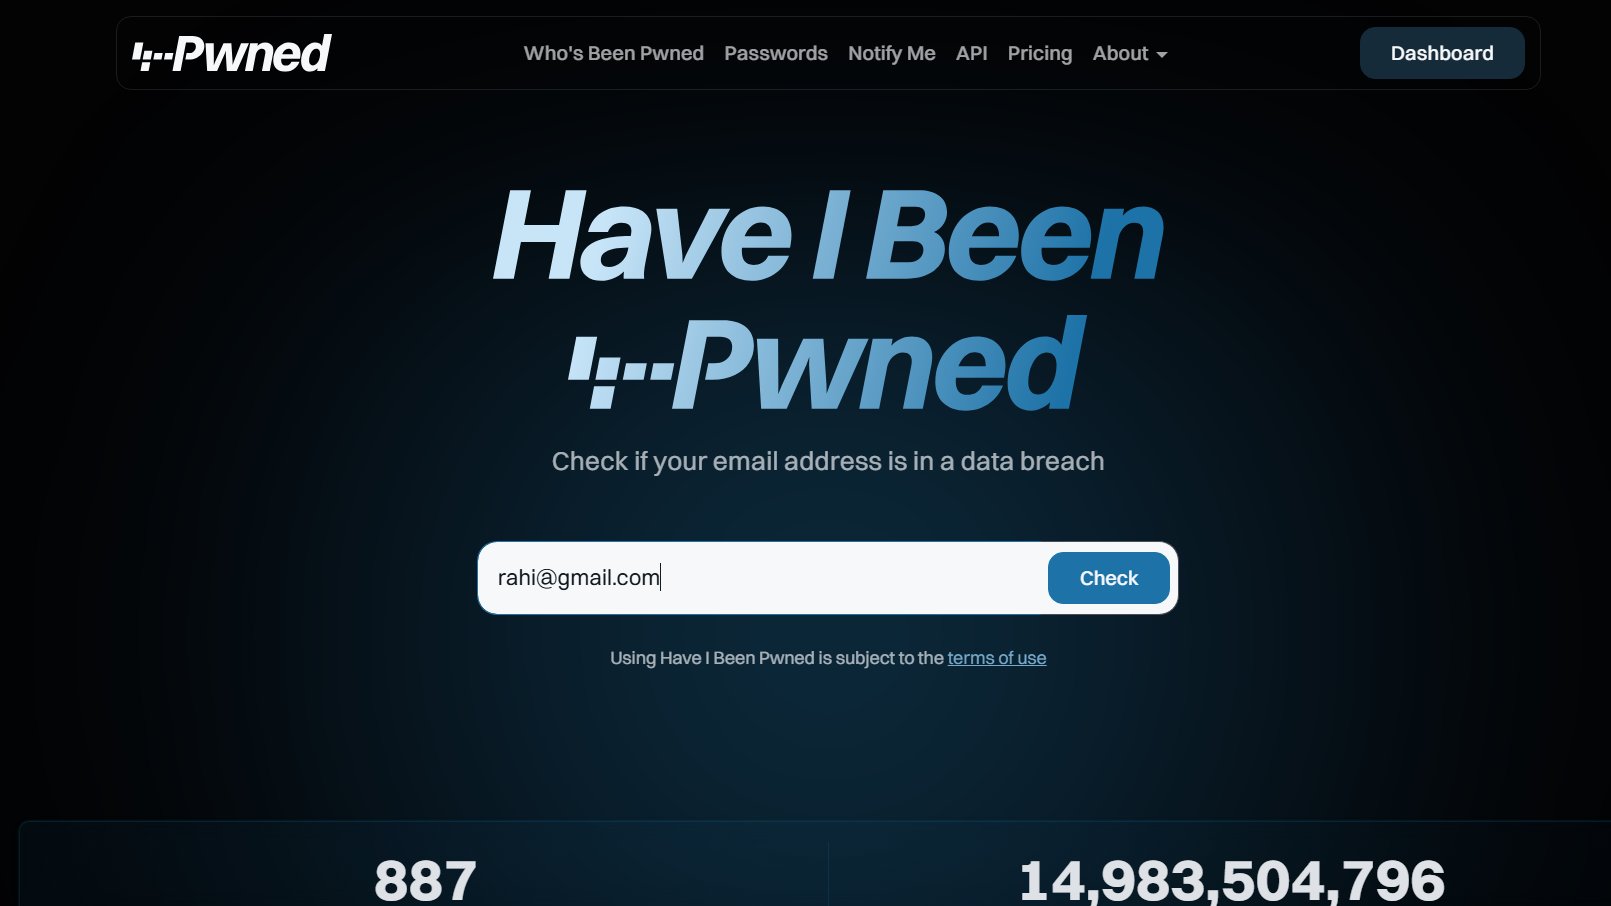 Pwned
Who's Been Pwned Passwords Notify Me API Pricing About
Dashboard
Have I Been
Pwned
Check if your email address is in a data breach
rahi@gmail.com
Check
Using Have I Been Pwned is subject to the terms of use
887
14,983,504,796